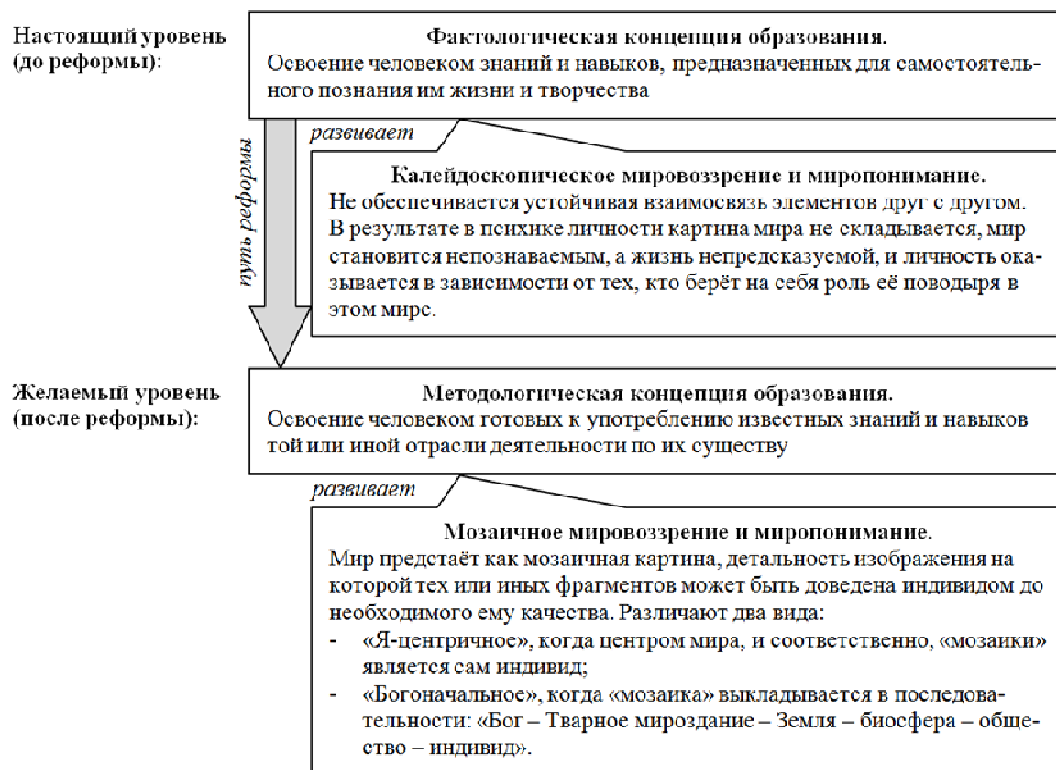 Настоящий уровень
(до реформы):
Фактологическая концепция образования.
Освоение человеком знаний и навыков, предназначенных для самостоятель-
ного познания им жизни и творчества
развивает
путь реформы
Калейдоскопическое мировоззрение и миропонимание.
Не обеспечивается устойчивая взаимосвязь элементов друг с другом.
В результате в психике личности картина мира не складывается, мир
становится непознаваемым, а жизнь непредсказуемой, и личность ока-
зывается в зависимости от тех, кто берёт на себя роль её поводыря в
этом мире.
Желаемый уровень
(после реформы):
Методологическая концепция образования.
Освоение человеком готовых к употреблению известных знаний и навыков
той или иной отрасли деятельности по их существу
развивает
Мозаичное мировоззрение и миропонимание.
Мир предстаёт как мозаичная картина, детальность изображения на
которой тех или иных фрагментов может быть доведена индивидом до
необходимого ему качества. Различают два вида:
- «Я-центричное», когда центром мира, и соответственно, «мозаики»
является сам индивид;
- «Богоначальное», когда «мозаика» выкладывается в последова-
тельности: «Бог – Тварное мироздание – Земля – биосфера – обще-
ство – индивид».